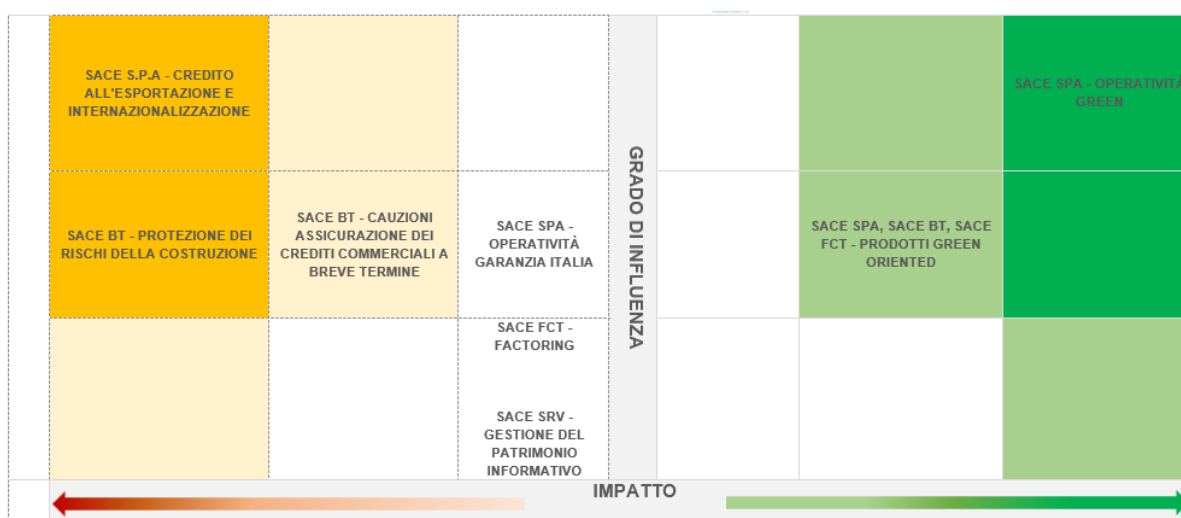 SACE S.P.A - CREDITO
ALL'ESPORTAZIONE E
INTERNAZIONALIZZAZIONE
SACE SPA - OPERATIVITÀ
GREEN
SACE BT - PROTEZIONE DEI
RISCHI DELLA COSTRUZIONE
SACE BT - CAUZIONI
ASSICURAZIONE DEI
CREDITI COMMERCIALI A
BREVE TERMINE
SACE SPA -
OPERATIVITÀ
GARANZIA ITALIA
GRADO DI INFLUENZA
SACE SPA, SACE BT, SACE
FCT - PRODOTTI GREEN
ORIENTED
SACE FCT -
FACTORING
SACE SRV -
GESTIONE DEL
PATRIMONIO
INFORMATIVO
IMPATTO